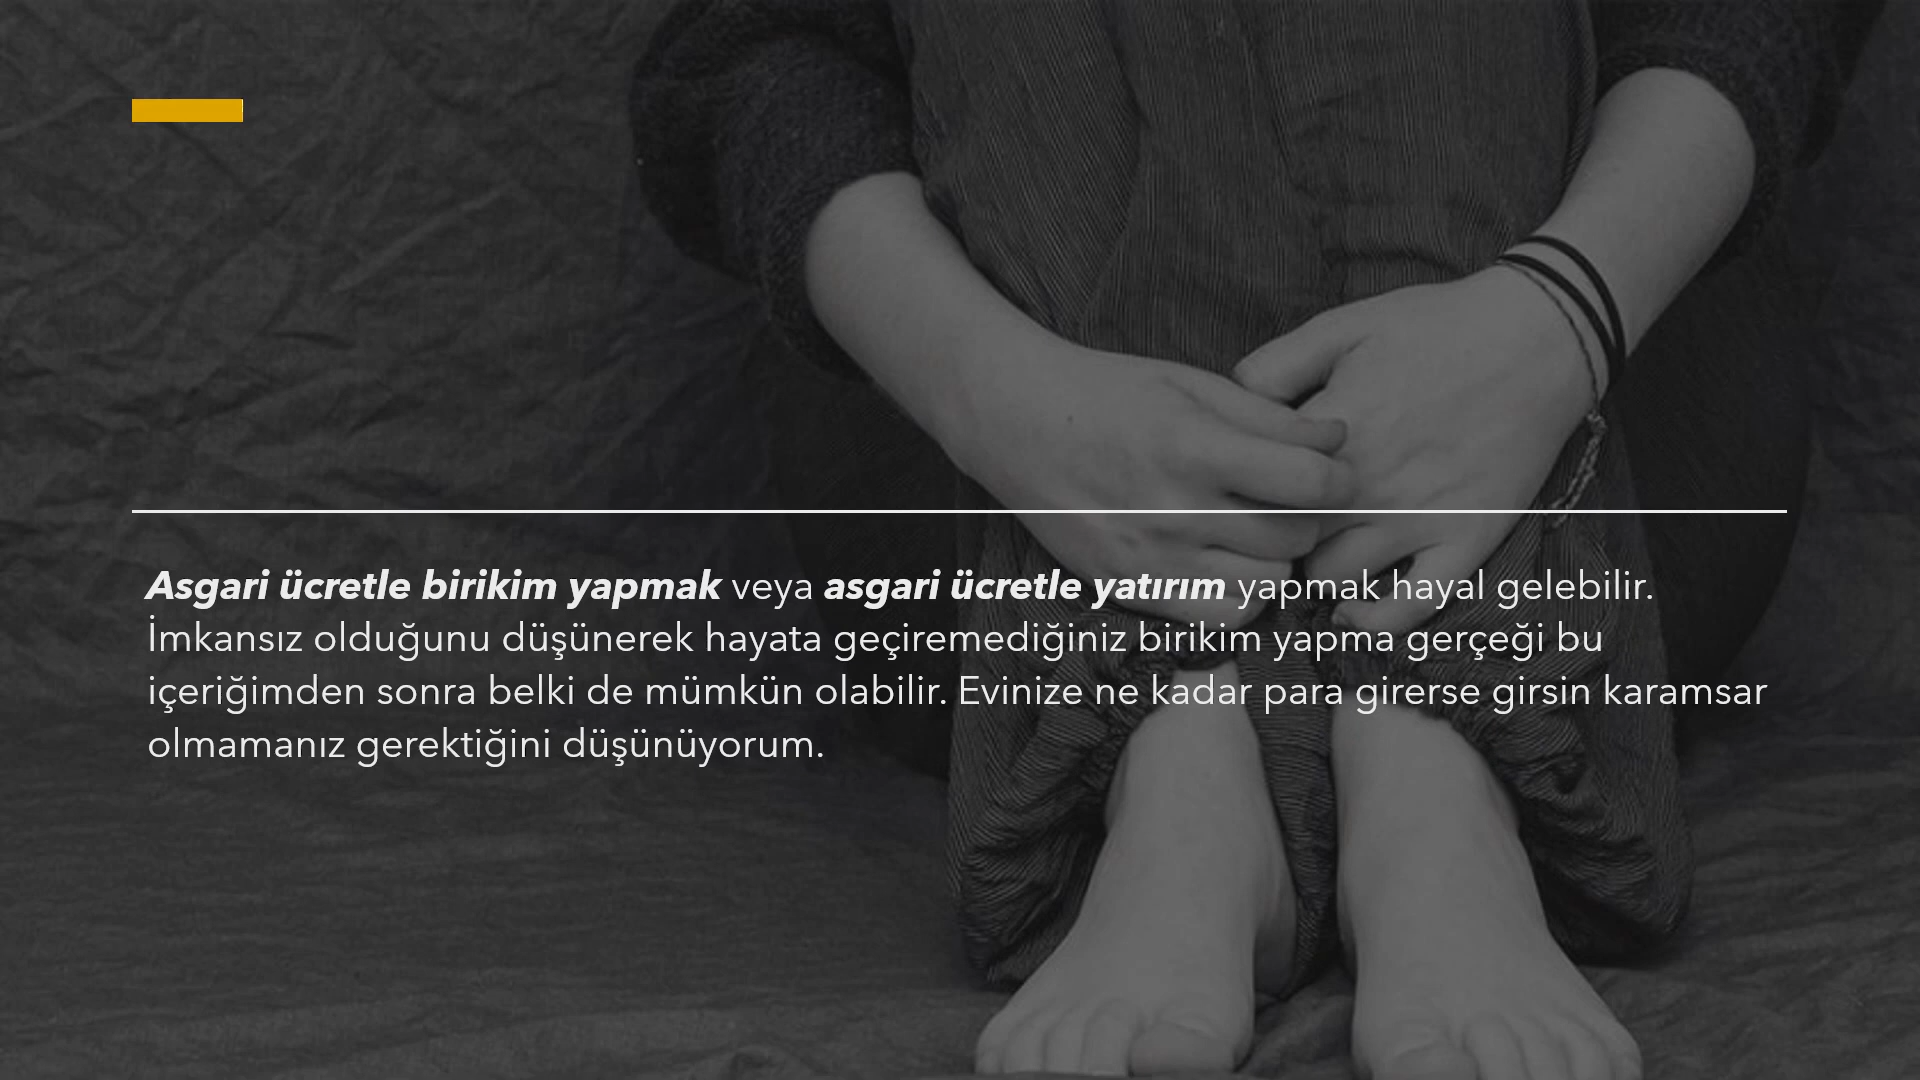 Asgari ücretle birikim yapmak veya asgari ücretle yatırım yapmak hayal gelebilir.
İmkansız olduğunu düşünerek hayata geçiremediğiniz birikim yapma gerçeği bu
içeriğimden sonra belki de mümkün olabilir. Evinize ne kadar para girerse girsin karamsar
olmamanız gerektiğini düşünüyorum.